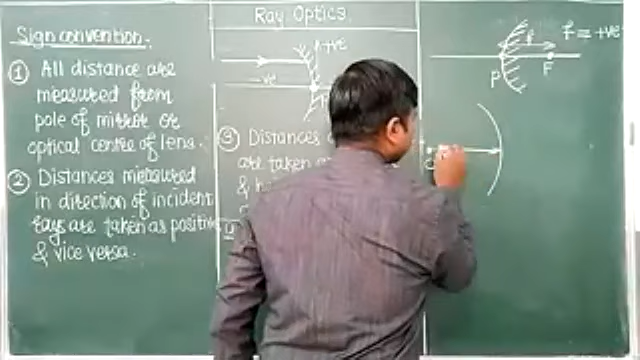 Ray Optics
Sign convention.
① All distance are
measured from
pole of mirror or
optical centre of lens.
② Distances measured
in direction of incident
rays are taken as positive
& vice versa.
+ve
-ve
③ Distances
are taken
&
f
f = +ve
P
F